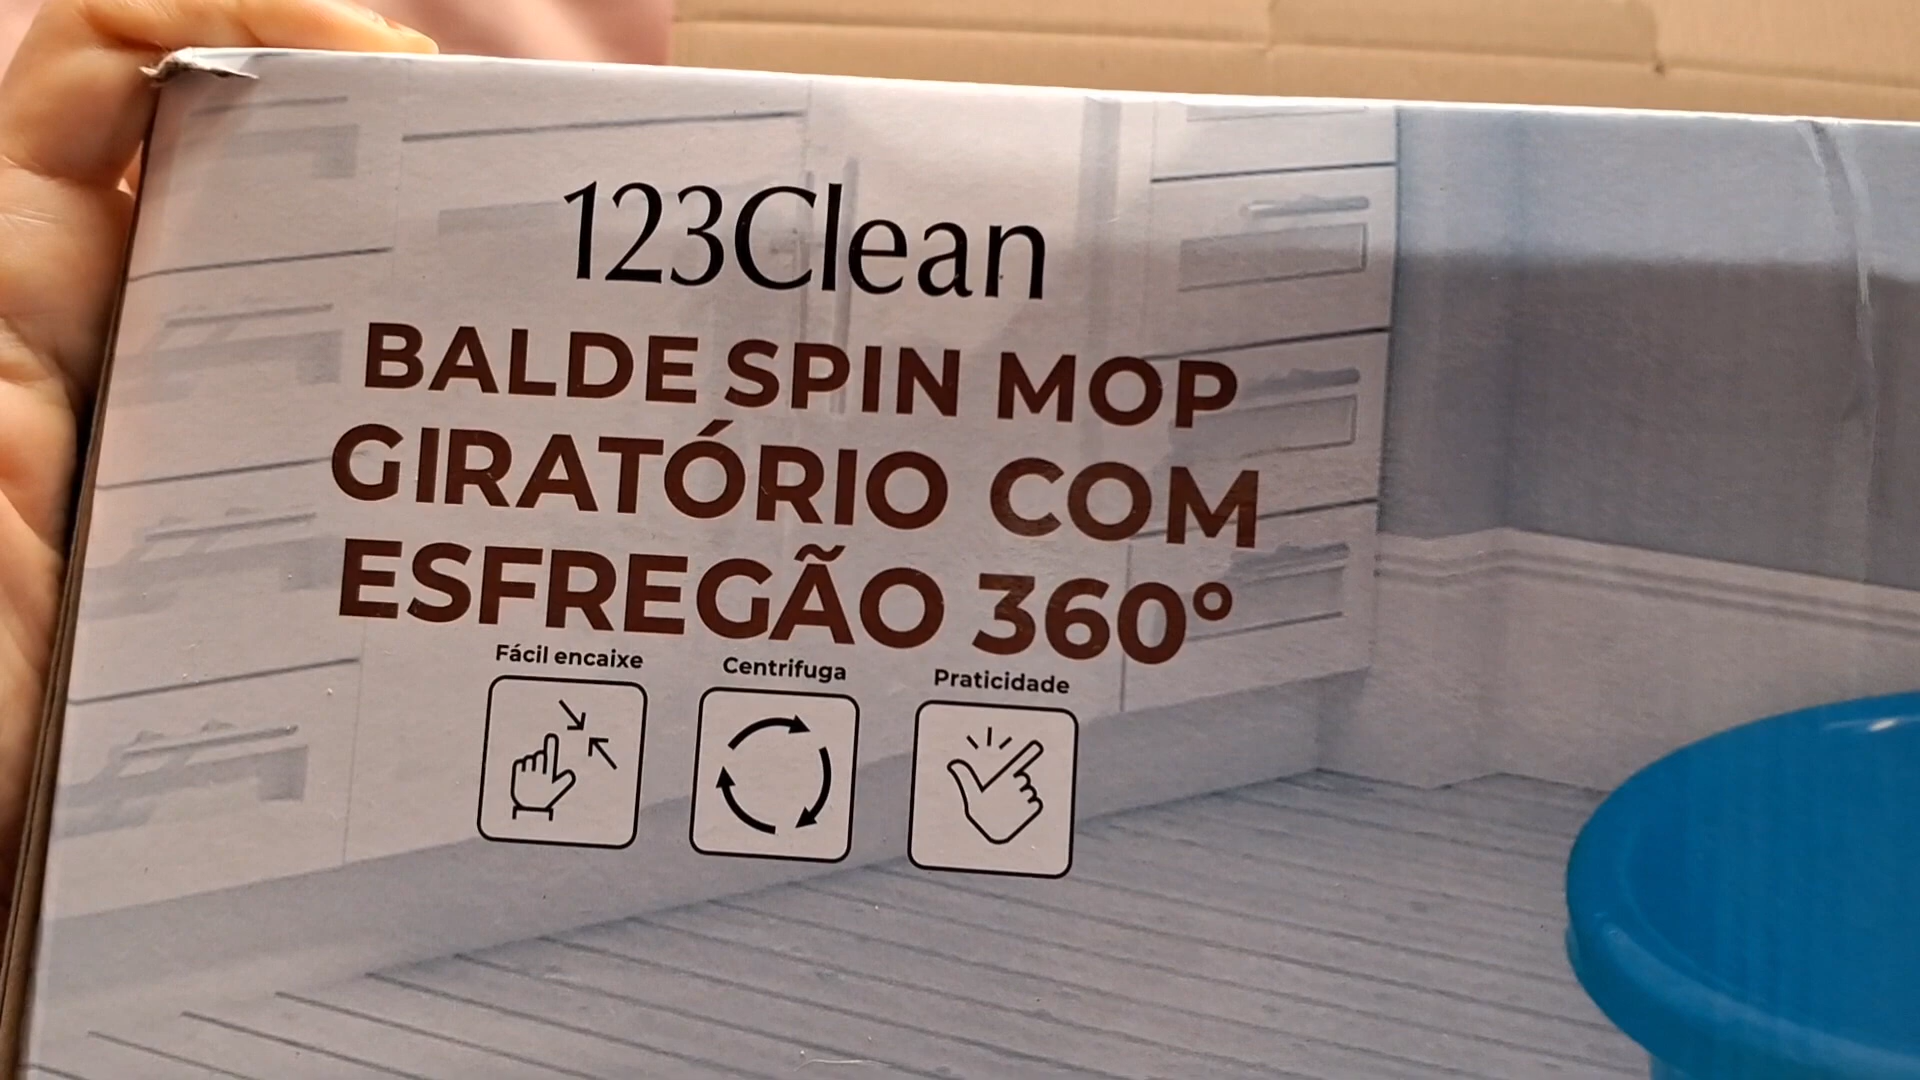 123Clean
BALDE SPIN MOP
GIRATÓRIO COM
ESFREGÃO 360°
Fácil encaixe
Centrifuga
Praticidade